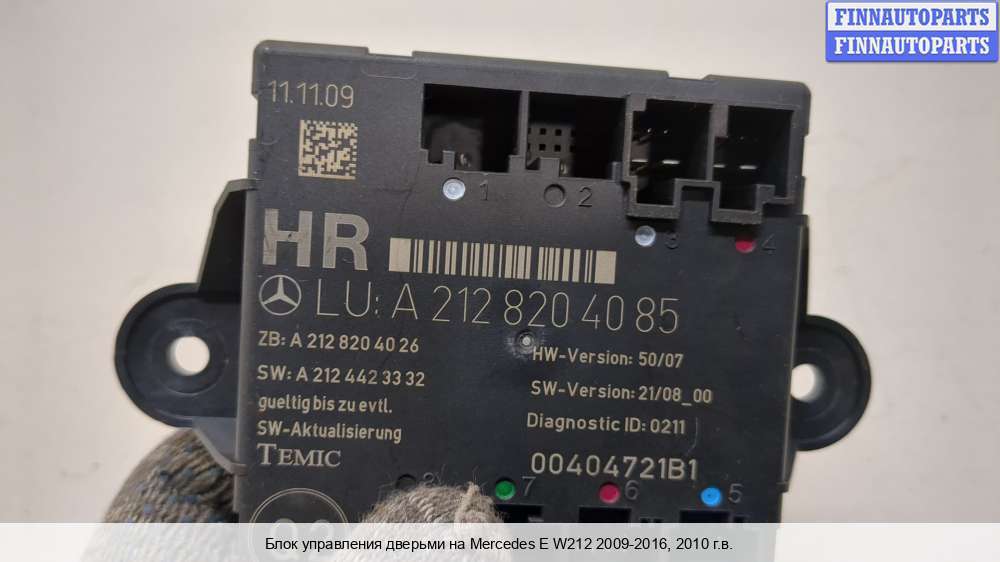 FINNAUTOPARTS
FINNAUTOPARTS
11.11.09
1
2
3
4
HR
LU: A 212 820 40 85
ZB: A 212 820 40 26
HW-Version: 50/07
SW: A 212 442 33 32
SW-Version: 21/08_00
gueltig bis zu evtl.
Diagnostic ID: 0211
SW-Aktualisierung
TEMIC
00404721B1
8
7
6
5
Блок управления дверьми на Mercedes E W212 2009-2016, 2010 г.в.